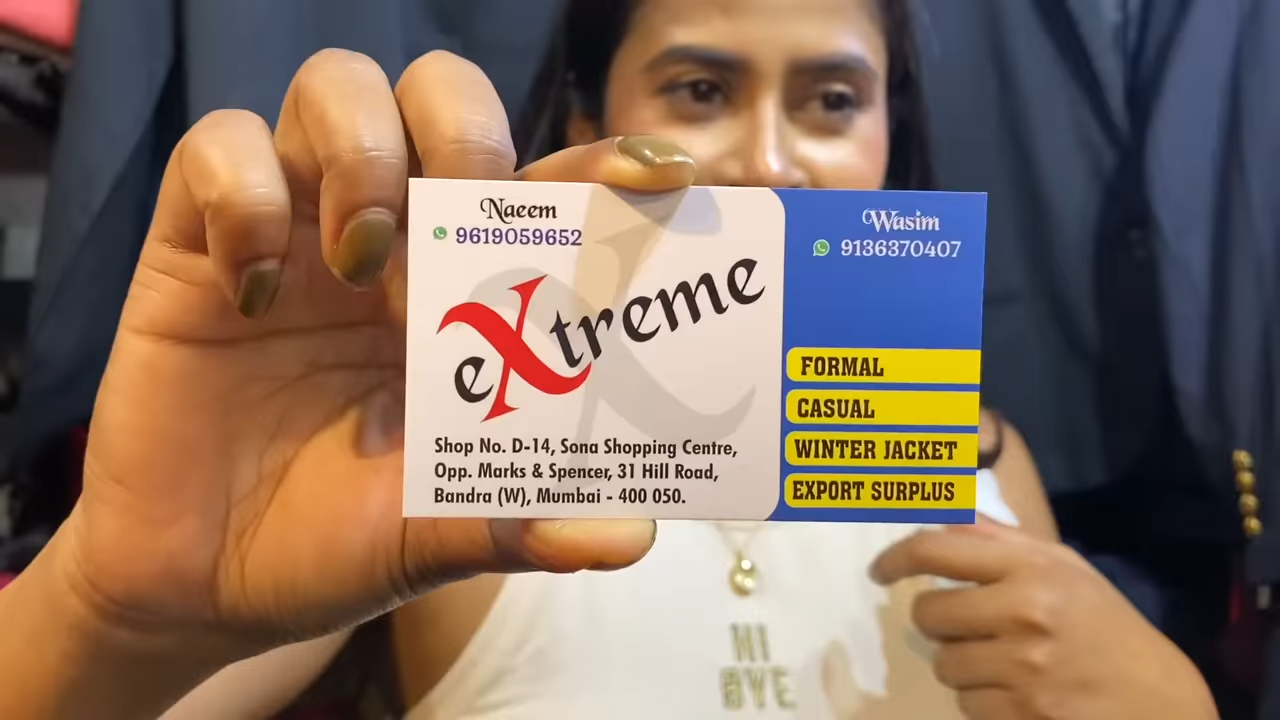 Naeem
9619059652
eXtreme
Shop No. D-14, Sona Shopping Centre,
Opp. Marks & Spencer, 31 Hill Road,
Bandra (W), Mumbai - 400 050.
Wasim
9136370407
FORMAL
CASUAL
WINTER JACKET
EXPORT SURPLUS
HI
BYE